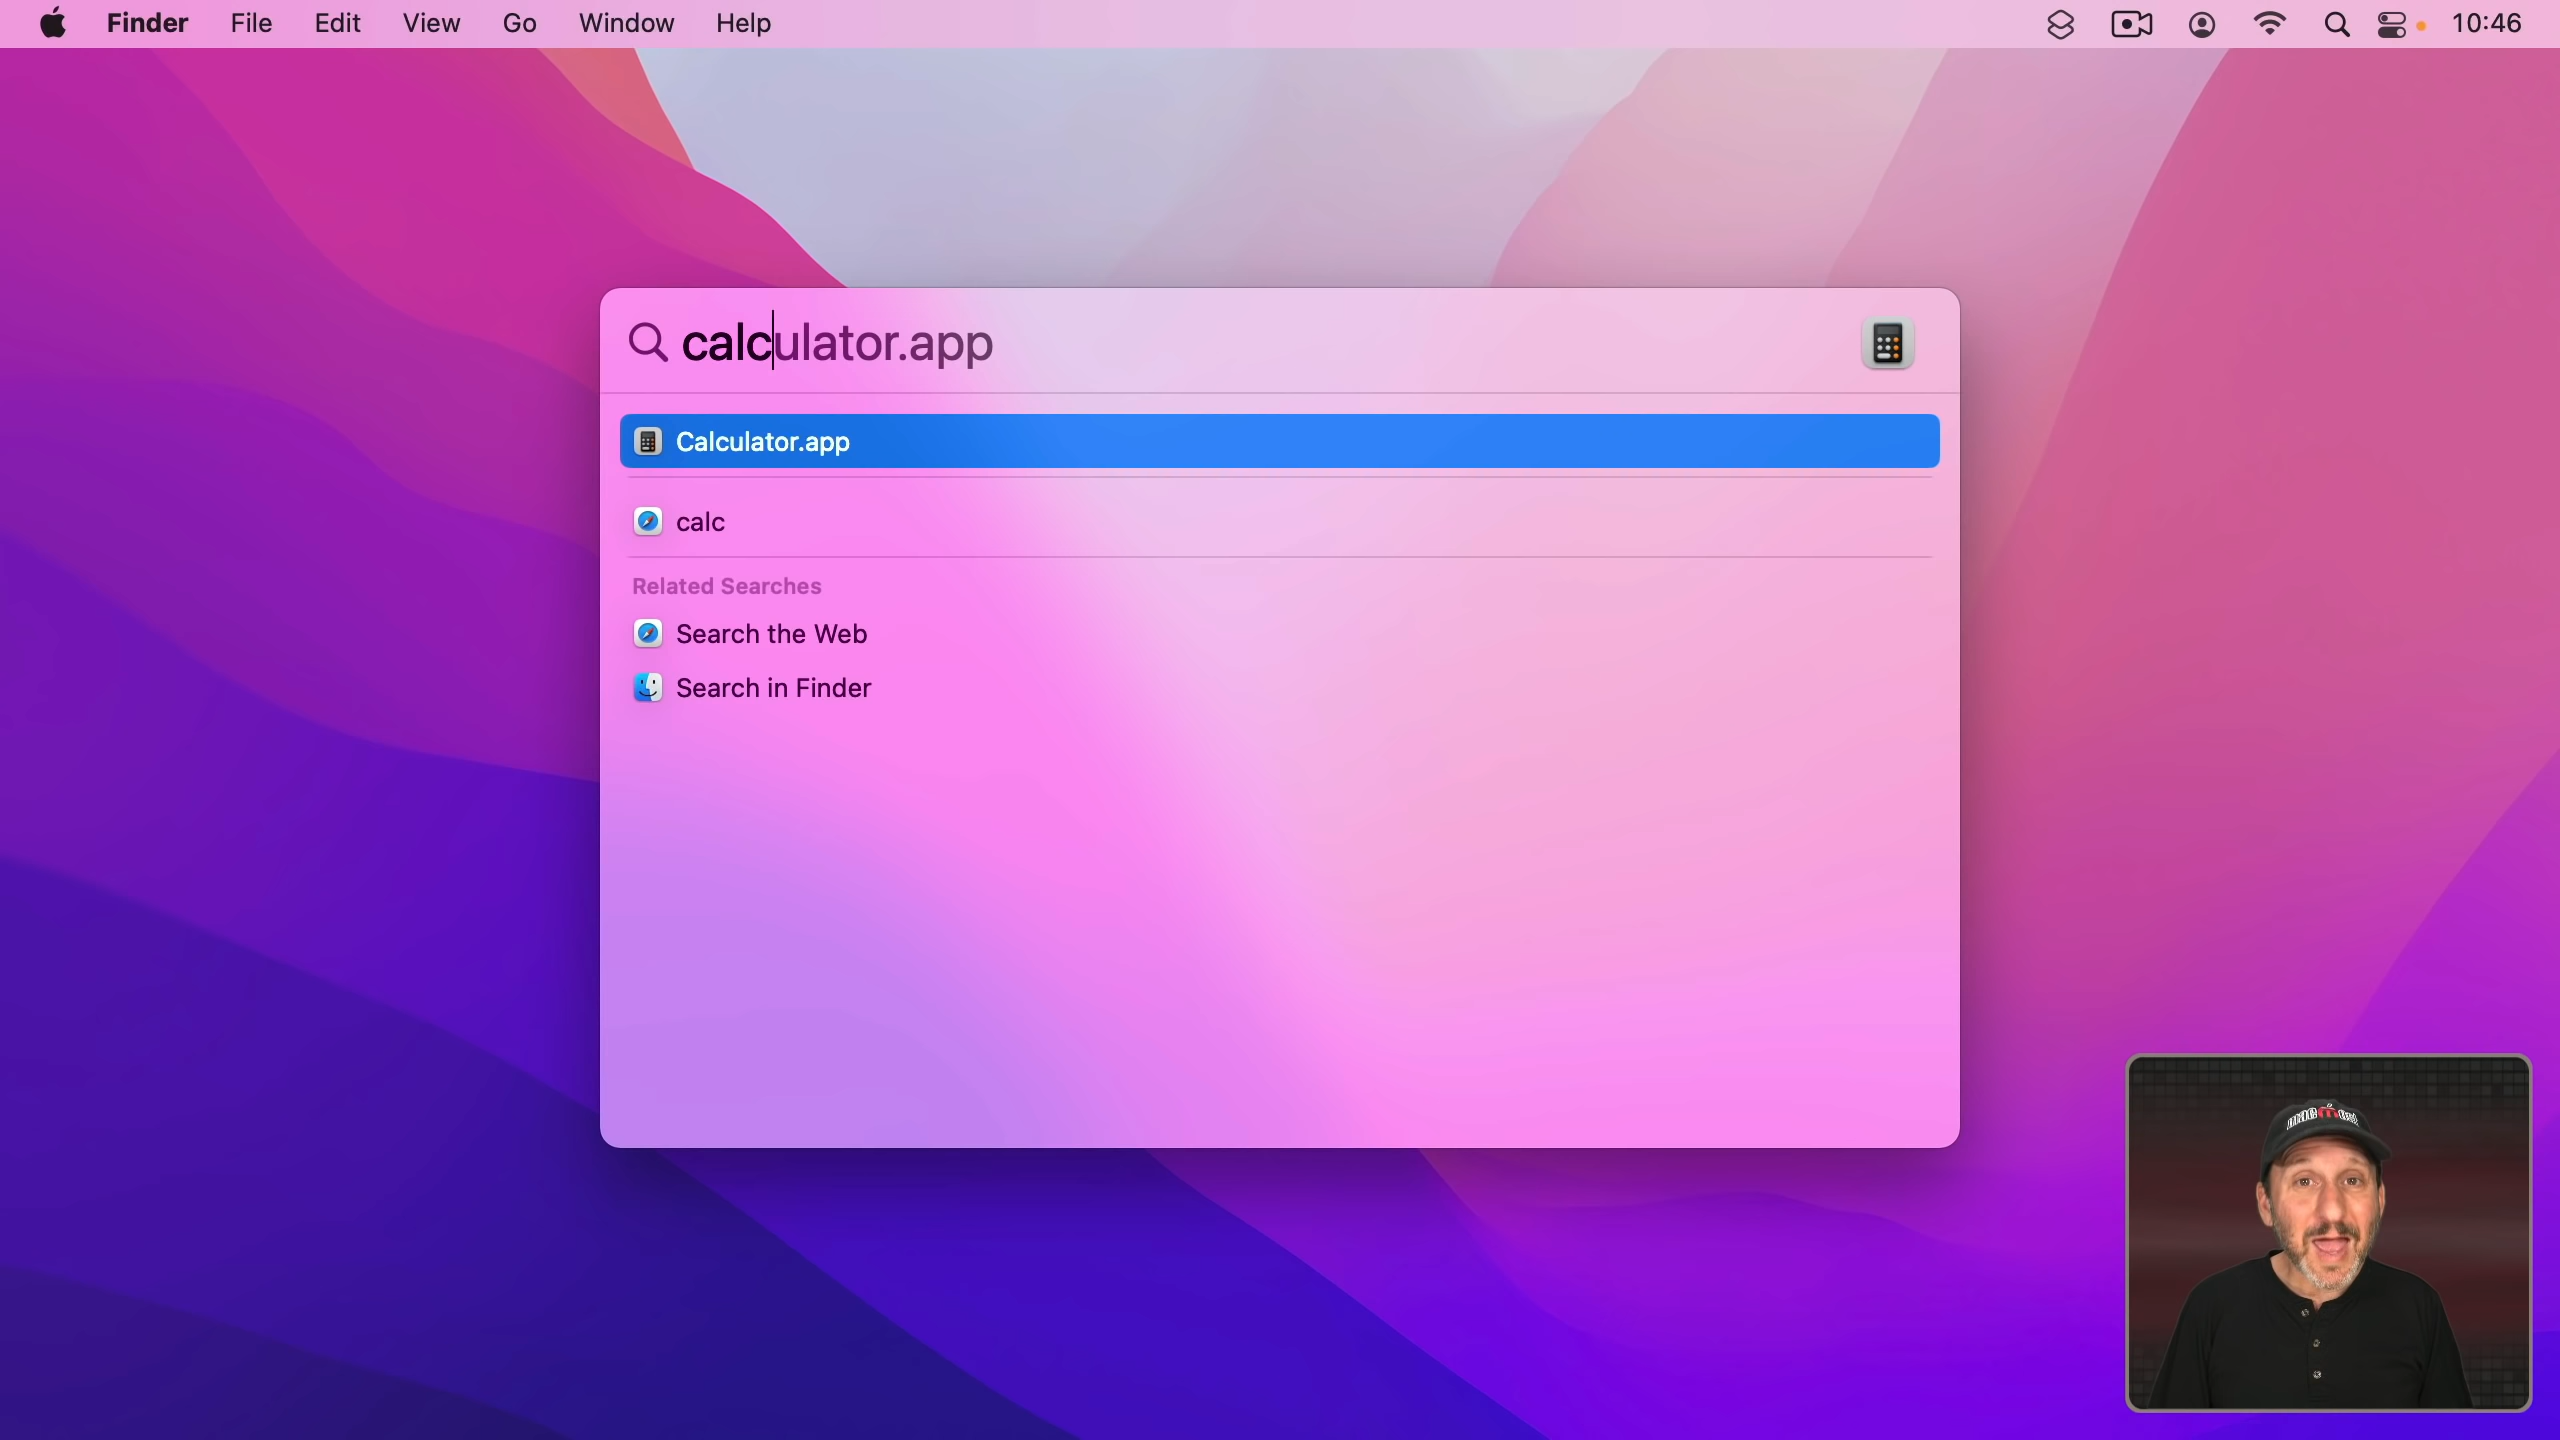 Finder File Edit View Go Window Help 10:46
calculator.app
Calculator.app
calc
Related Searches
Search the Web
Search in Finder
macmost